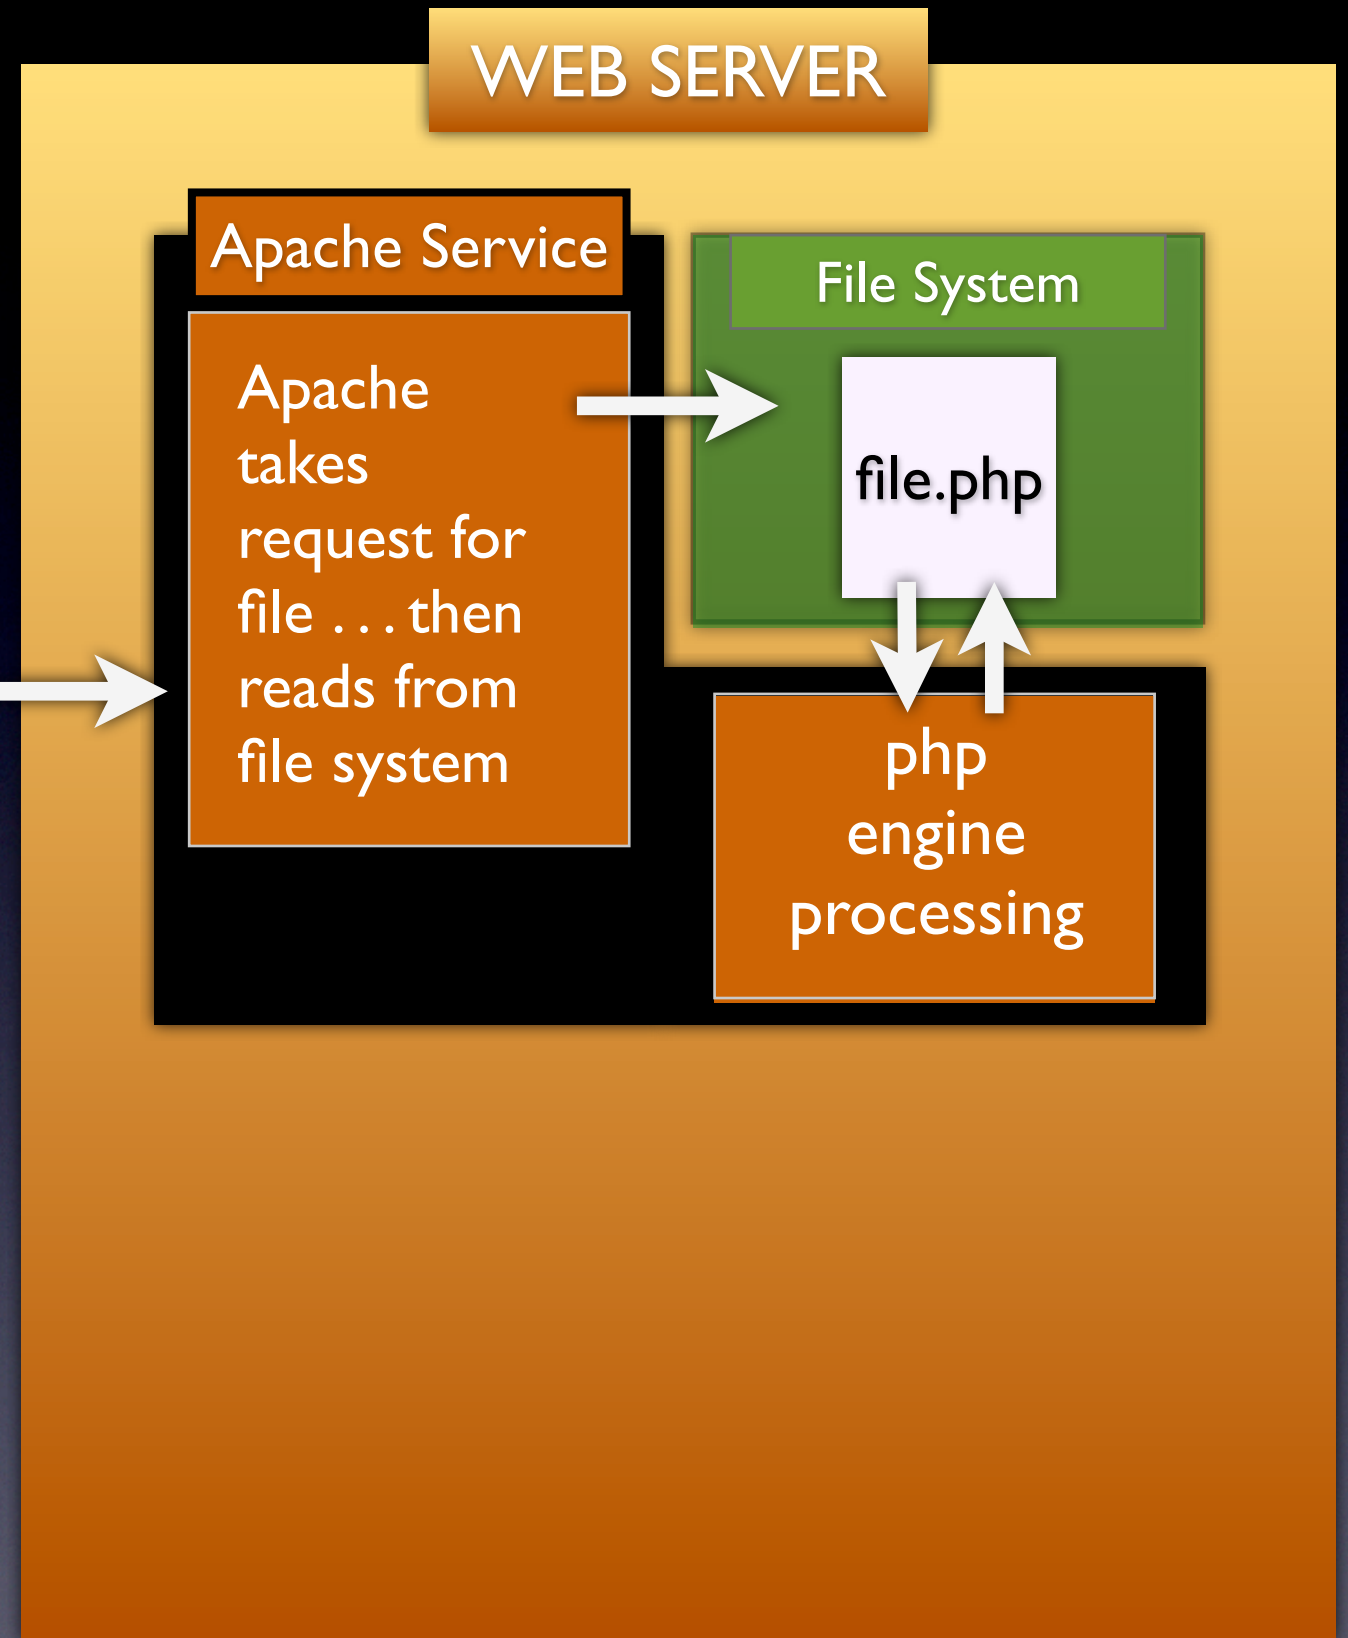 WEB SERVER
Apache Service
Apache
takes
request for
file . . . then
reads from
file system
File System
file.php
php
engine
processing